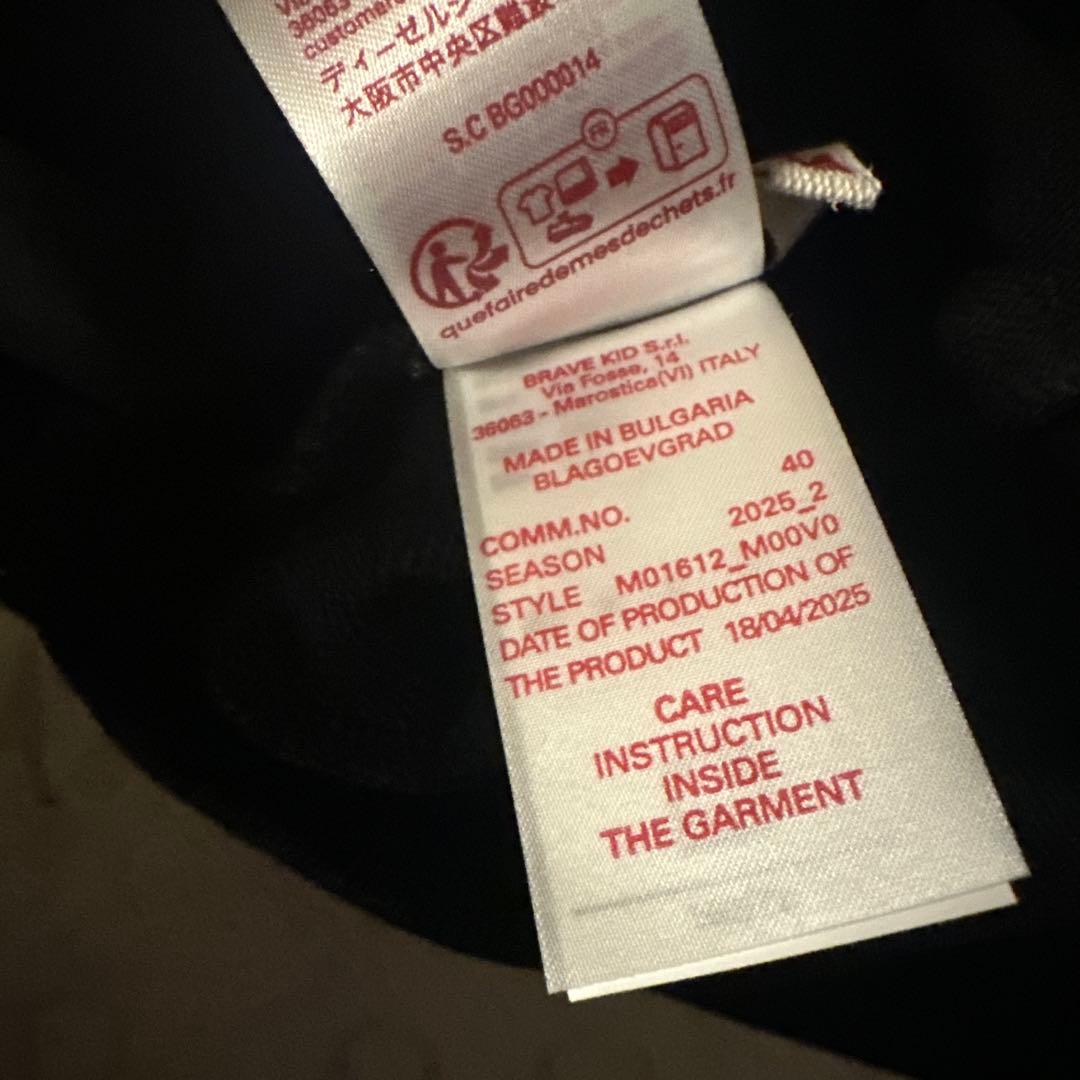 36063
customerc
ディーゼルジ
大阪市中央区難波
S.C BG000014
FR
quefairedemesdechets.fr
BRAVE KID S.r.l.
Via Fosse, 14
36063 - Marostica(VI) ITALY
MADE IN BULGARIA
BLAGOEVGRAD
COMM.NO. 40
SEASON 2025_2
STYLE M01612_M00V0
DATE OF PRODUCTION OF
THE PRODUCT 18/04/2025
CARE
INSTRUCTION
INSIDE
THE GARMENT